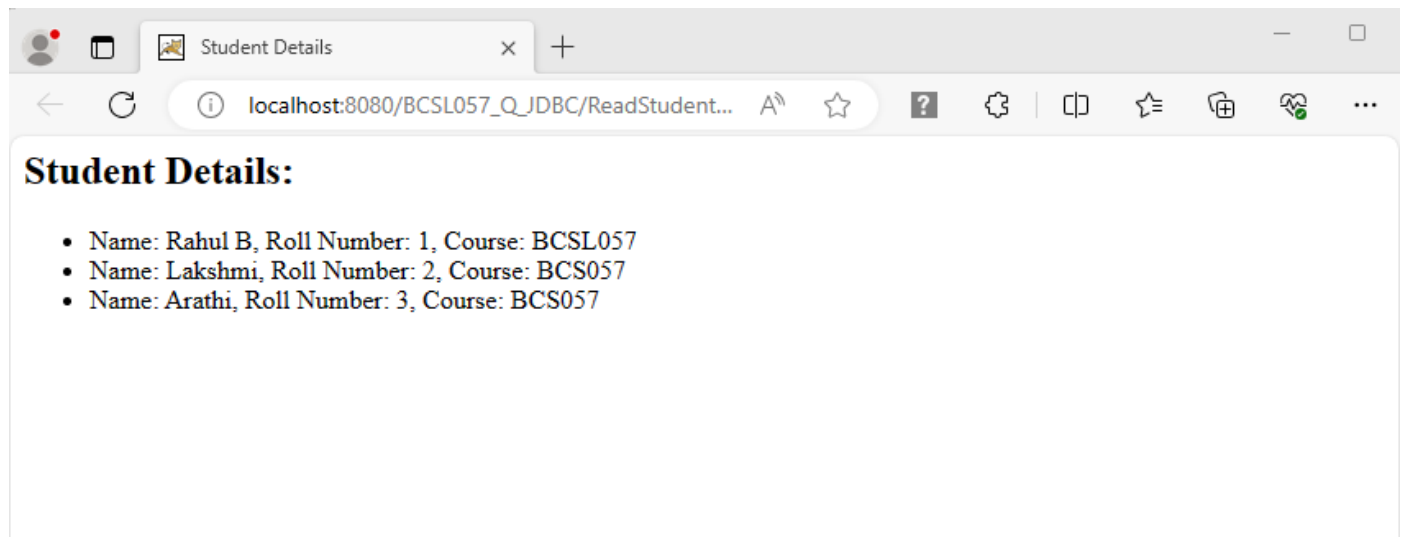 Student Details
localhost:8080/BCSL057_Q_JDBC/ReadStudent...
Student Details:
• Name: Rahul B, Roll Number: 1, Course: BCSL057
• Name: Lakshmi, Roll Number: 2, Course: BCS057
• Name: Arathi, Roll Number: 3, Course: BCS057